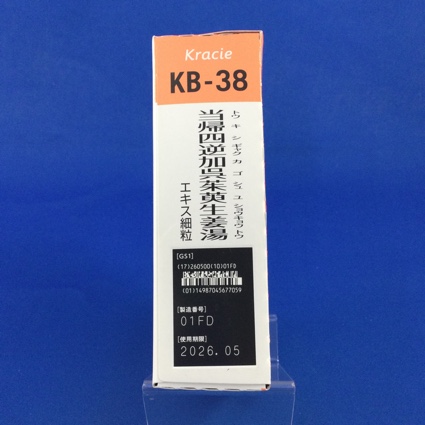 Kracie
KB-38
当帰四逆加呉茱萸生姜湯
トウキシギャクカゴシュユショウキョウトウ
エキス細粒
[GS1]
(17)260500(10)01FD
(01)14987045677059
[製造番号]
01FD
[使用期限]
2026.05